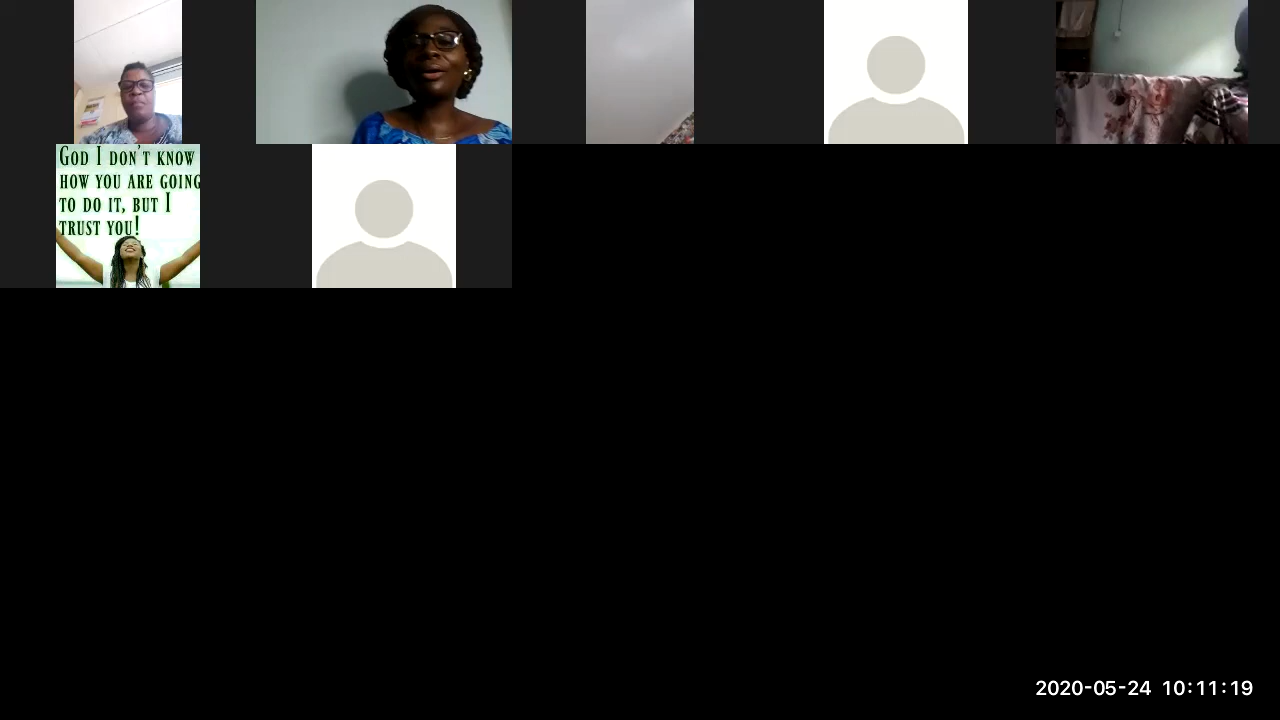 GOD I DON'T KNOW
HOW YOU ARE GOING
TO DO IT, BUT I
TRUST YOU!
2020-05-24 10:11:19